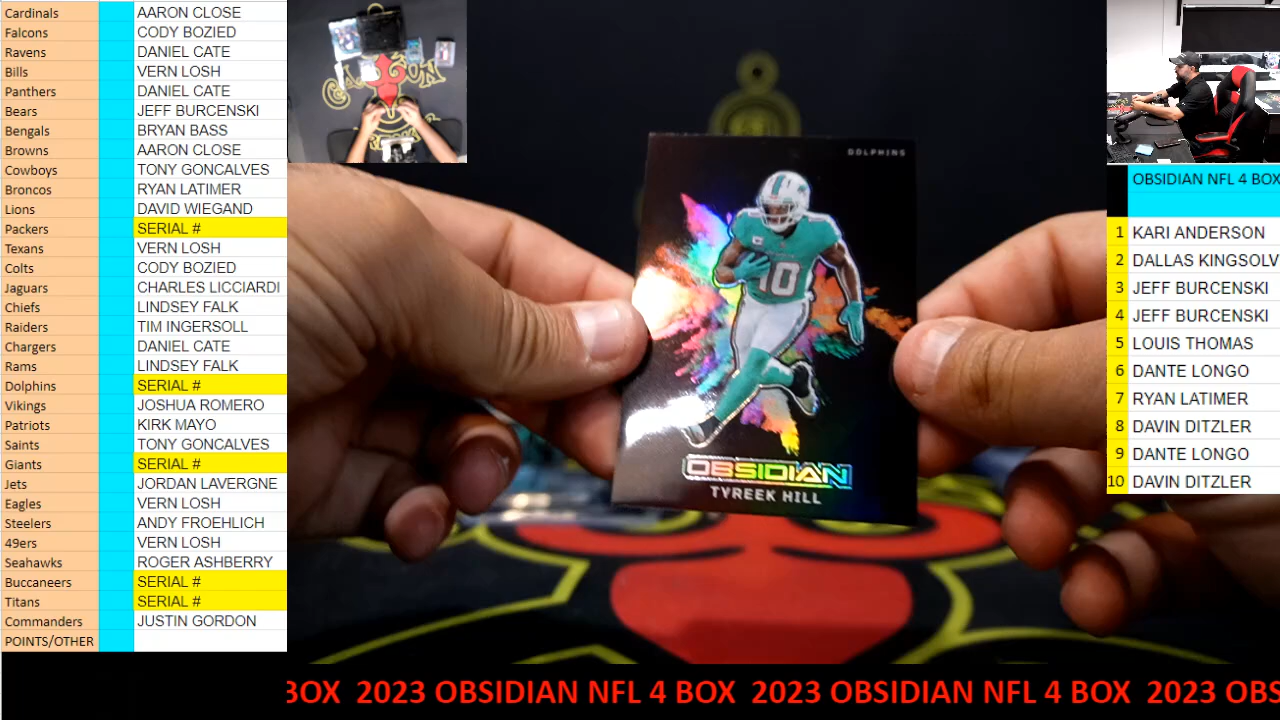 Cardinals AARON CLOSE
Falcons CODY BOZIED
Ravens DANIEL CATE
Bills VERN LOSH
Panthers DANIEL CATE
Bears JEFF BURCENSKI
Bengals BRYAN BASS
Browns AARON CLOSE
Cowboys TONY GONCALVES
Broncos RYAN LATIMER
Lions DAVID WIEGAND
Packers SERIAL #
Texans VERN LOSH
Colts CODY BOZIED
Jaguars CHARLES LICCIARDI
Chiefs LINDSEY FALK
Raiders TIM INGERSOLL
Chargers DANIEL CATE
Rams LINDSEY FALK
Dolphins SERIAL #
Vikings JOSHUA ROMERO
Patriots KIRK MAYO
Saints TONY GONCALVES
Giants SERIAL #
Jets JORDAN LAVERGNE
Eagles VERN LOSH
Steelers ANDY FROEHLICH
49ers VERN LOSH
Seahawks ROGER ASHBERRY
Buccaneers SERIAL #
Titans SERIAL #
Commanders JUSTIN GORDON
POINTS/OTHER
DOLPHINS
10
OBSIDIAN
TYREEK HILL
OBSIDIAN NFL 4 BOX
1 KARI ANDERSON
2 DALLAS KINGSOLV
3 JEFF BURCENSKI
4 JEFF BURCENSKI
5 LOUIS THOMAS
6 DANTE LONGO
7 RYAN LATIMER
8 DAVIN DITZLER
9 DANTE LONGO
10 DAVIN DITZLER
BOX 2023 OBSIDIAN NFL 4 BOX 2023 OBSIDIAN NFL 4 BOX 2023 OBS